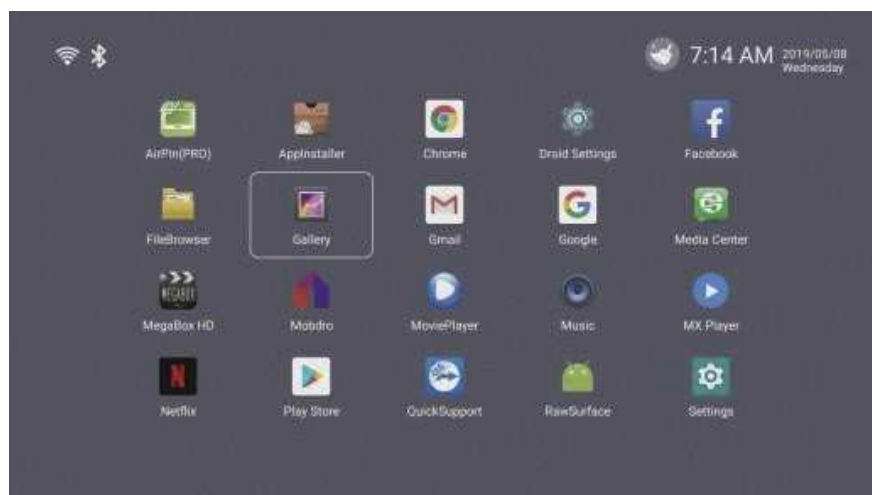 7:14 AM 2019/05/08
Wednesday
AirPin(PRO) AppInstaller Chrome Droid Settings Facebook
FileBrowser Gallery Gmail Google Media Center
MEGABOX
MegaBox HD Mobdro MoviePlayer Music MX Player
Netflix Play Store QuickSupport RawSurface Settings